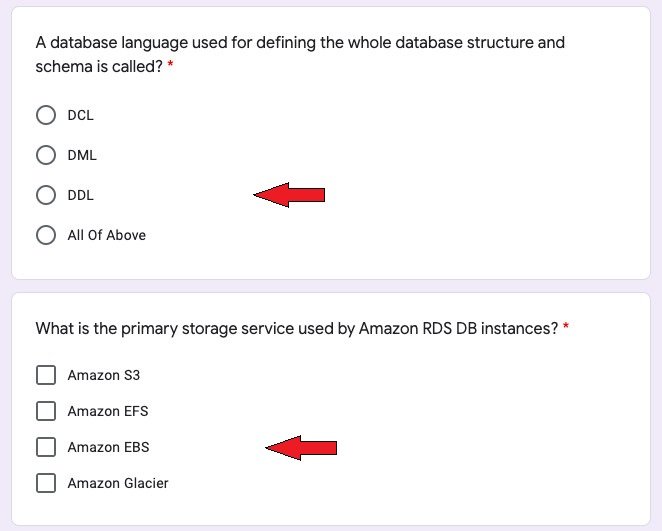 A database language used for defining the whole database structure and
schema is called? *
DCL
DML
DDL
All Of Above
What is the primary storage service used by Amazon RDS DB instances? *
Amazon S3
Amazon EFS
Amazon EBS
Amazon Glacier